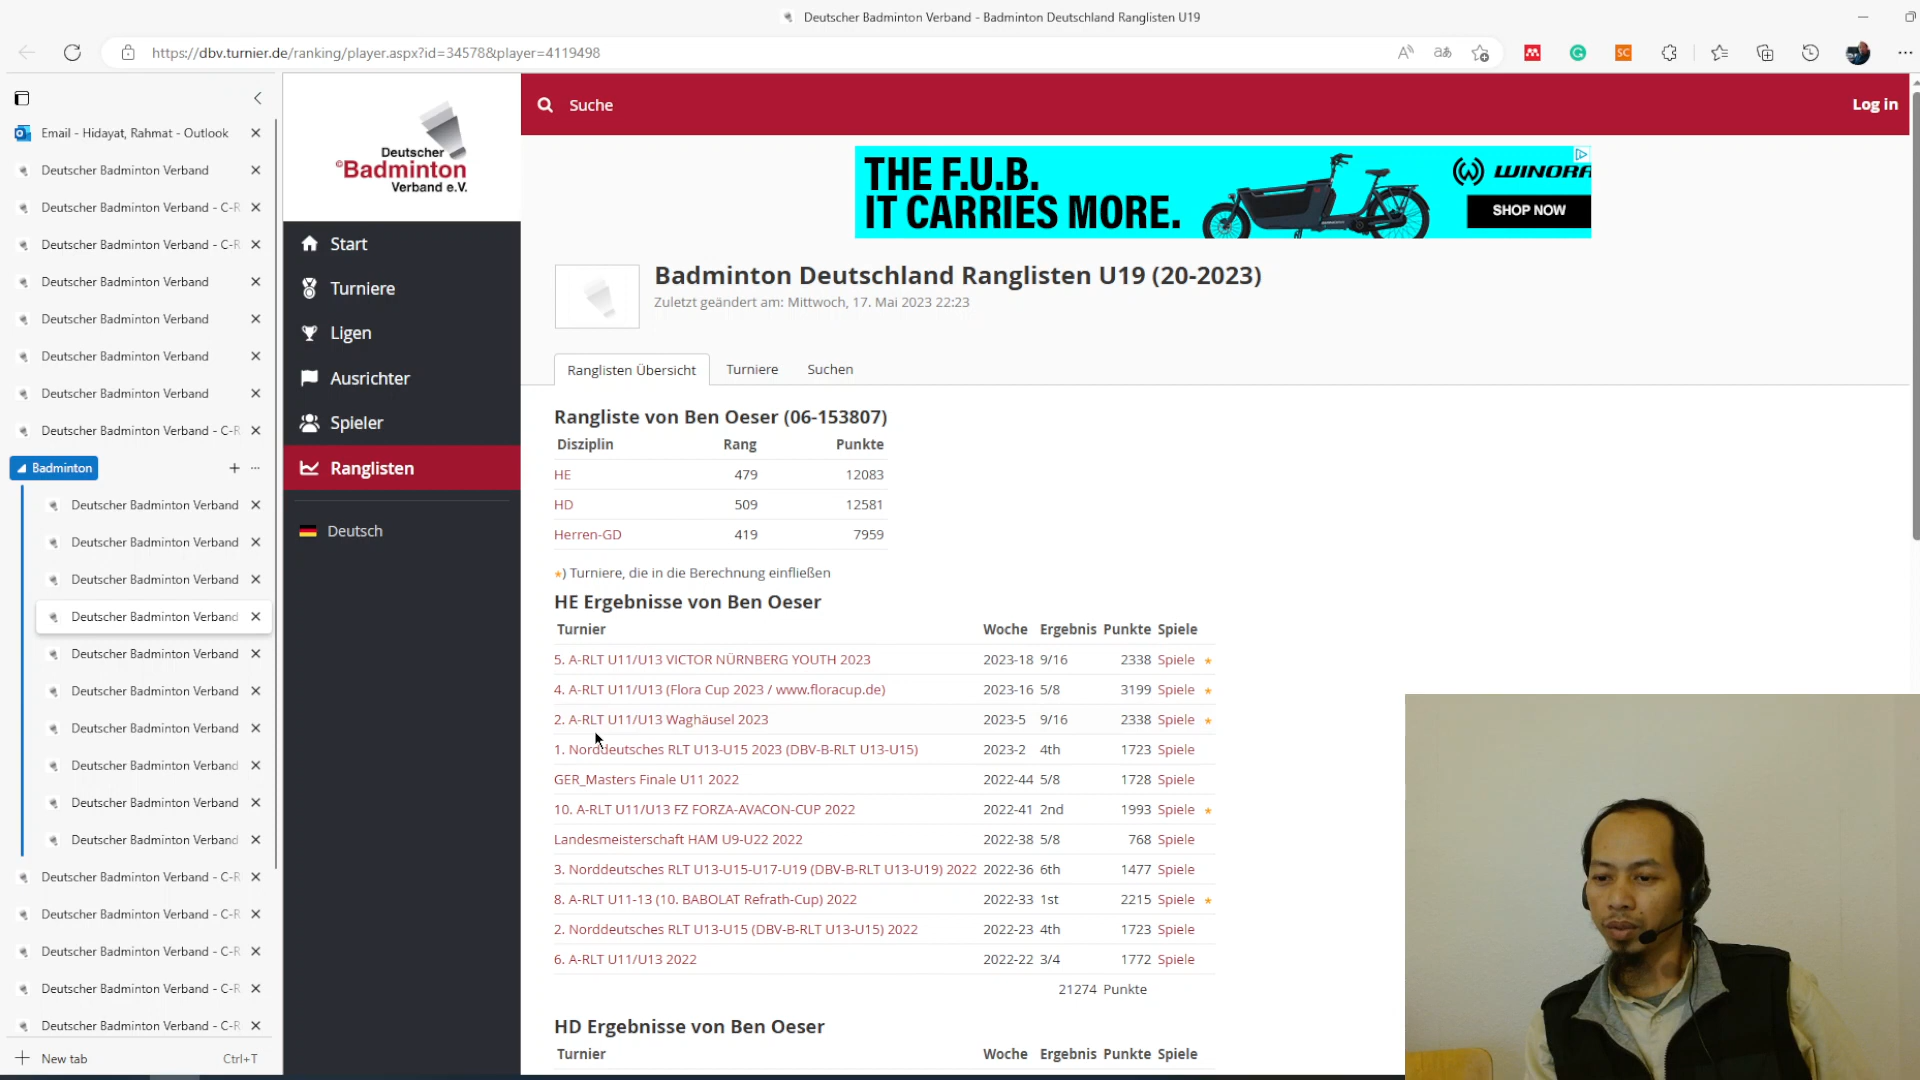 Deutscher Badminton Verband - Badminton Deutschland Ranglisten U19
https://dbv.turnier.de/ranking/player.aspx?id=34578&player=4119498
SC
Email - Hidayat, Rahmat - Outlook
Deutscher Badminton Verband
Deutscher Badminton Verband - C-R
Deutscher Badminton Verband - C-R
Deutscher Badminton Verband
Deutscher Badminton Verband
Deutscher Badminton Verband
Deutscher Badminton Verband
Deutscher Badminton Verband - C-R
Badminton
Deutscher Badminton Verband
Deutscher Badminton Verband
Deutscher Badminton Verband
Deutscher Badminton Verband
Deutscher Badminton Verband
Deutscher Badminton Verband
Deutscher Badminton Verband
Deutscher Badminton Verband
Deutscher Badminton Verband
Deutscher Badminton Verband
Deutscher Badminton Verband - C-R
Deutscher Badminton Verband - C-R
Deutscher Badminton Verband - C-R
Deutscher Badminton Verband - C-R
Deutscher Badminton Verband - C-R
New tab Ctrl+T
Deutscher
©Badminton
Verband e.V.
Start
Turniere
Ligen
Ausrichter
Spieler
Ranglisten
Deutsch
Suche
Log in
THE F.U.B.
IT CARRIES MORE.
WINORA
SHOP NOW
Badminton Deutschland Ranglisten U19 (20-2023)
Zuletzt geändert am: Mittwoch, 17. Mai 2023 22:23
Ranglisten Übersicht Turniere Suchen
Rangliste von Ben Oeser (06-153807)
Disziplin Rang Punkte
HE 479 12083
HD 509 12581
Herren-GD 419 7959
★) Turniere, die in die Berechnung einfließen
HE Ergebnisse von Ben Oeser
Turnier Woche Ergebnis Punkte Spiele
5. A-RLT U11/U13 VICTOR NÜRNBERG YOUTH 2023 2023-18 9/16 2338 Spiele ★
4. A-RLT U11/U13 (Flora Cup 2023 / www.floracup.de) 2023-16 5/8 3199 Spiele ★
2. A-RLT U11/U13 Waghäusel 2023 2023-5 9/16 2338 Spiele ★
1. Norddeutsches RLT U13-U15 2023 (DBV-B-RLT U13-U15) 2023-2 4th 1723 Spiele
GER_Masters Finale U11 2022 2022-44 5/8 1728 Spiele
10. A-RLT U11/U13 FZ FORZA-AVACON-CUP 2022 2022-41 2nd 1993 Spiele ★
Landesmeisterschaft HAM U9-U22 2022 2022-38 5/8 768 Spiele
3. Norddeutsches RLT U13-U15-U17-U19 (DBV-B-RLT U13-U19) 2022 2022-36 6th 1477 Spiele
8. A-RLT U11-13 (10. BABOLAT Refrath-Cup) 2022 2022-33 1st 2215 Spiele ★
2. Norddeutsches RLT U13-U15 (DBV-B-RLT U13-U15) 2022 2022-23 4th 1723 Spiele
6. A-RLT U11/U13 2022 2022-22 3/4 1772 Spiele
21274 Punkte
HD Ergebnisse von Ben Oeser
Turnier Woche Ergebnis Punkte Spiele